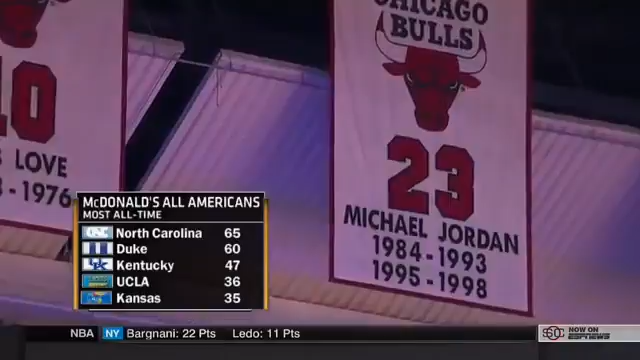 CHICAGO
BULLS
23
MICHAEL JORDAN
1984-1993
1995-1998
10
LOVE
- 1976
McDONALD'S ALL AMERICANS
MOST ALL-TIME
North Carolina 65
Duke 60
Kentucky 47
UCLA 36
Kansas 35
NBA NY Bargnani: 22 Pts Ledo: 11 Pts
SC NOW ON
ESPNEWS